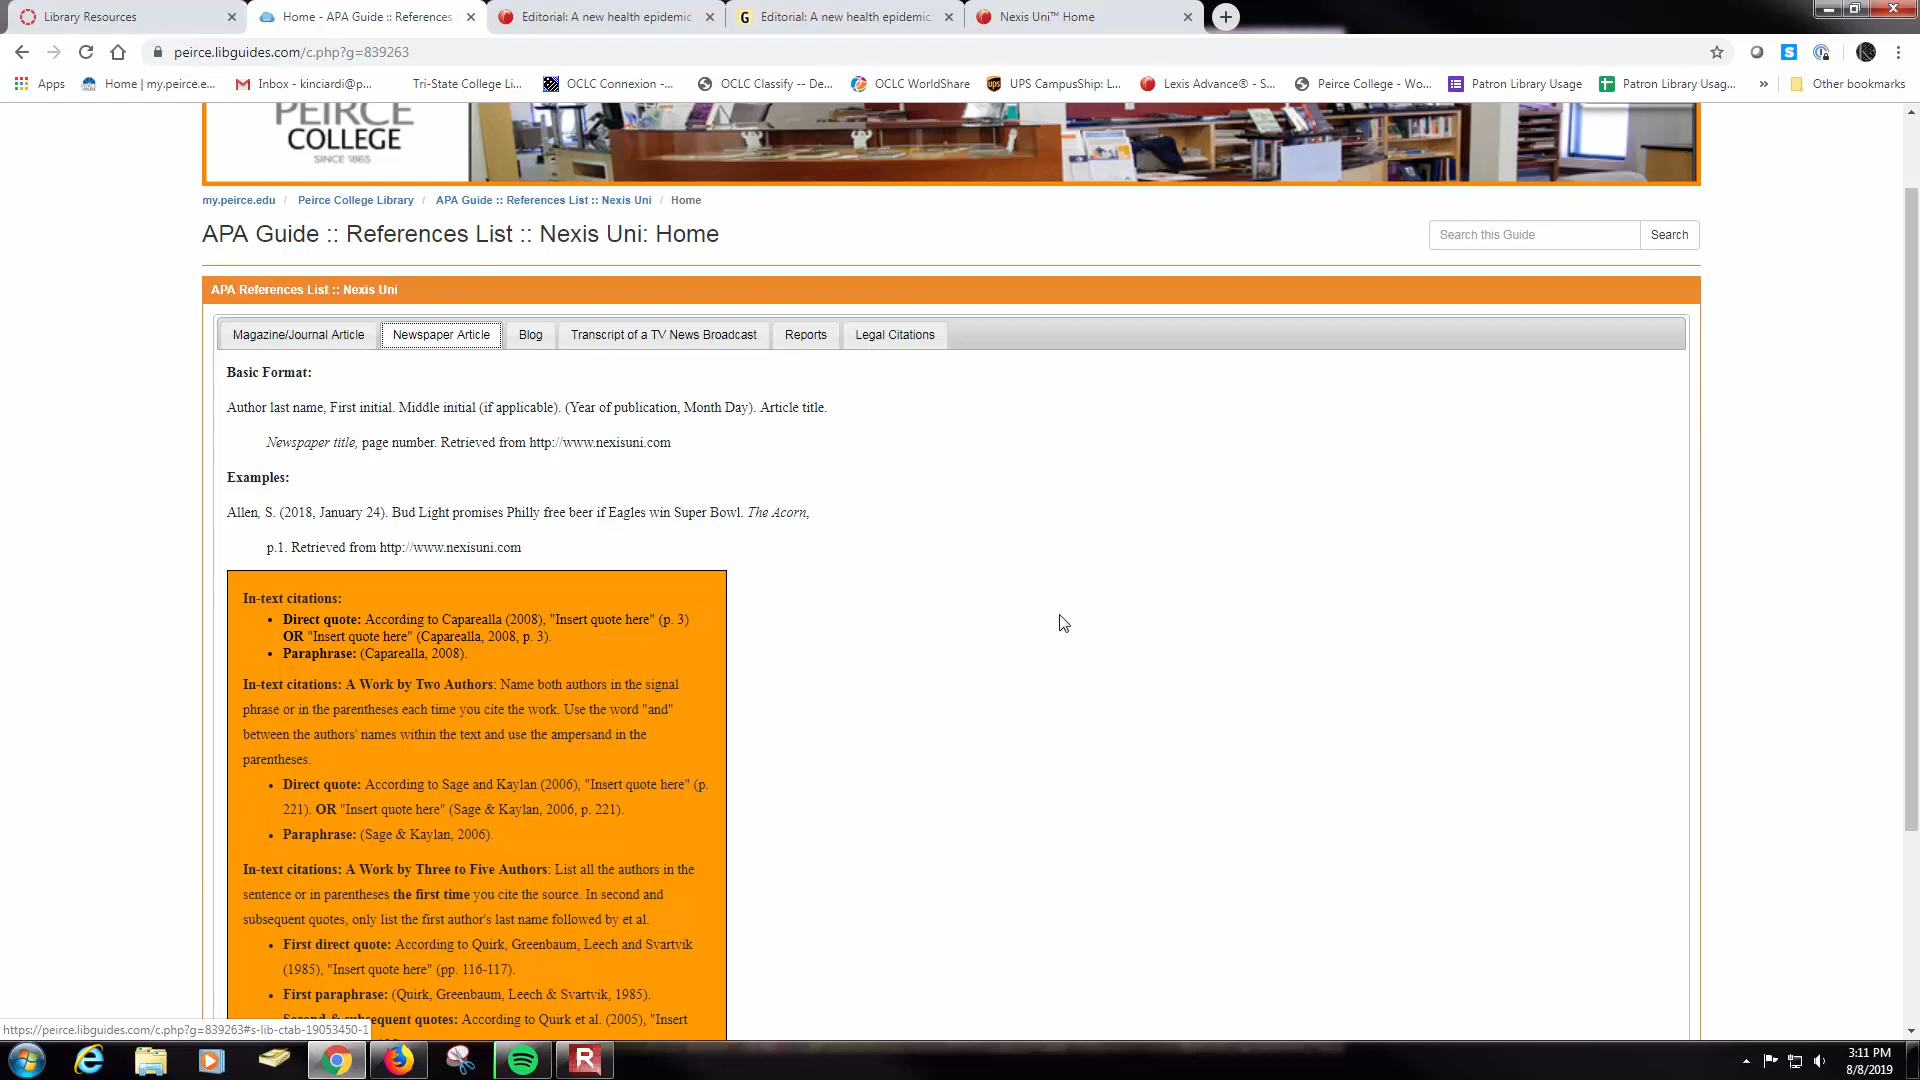 Library Resources
Home - APA Guide :: References
Editorial: A new health epidemic
G Editorial: A new health epidemic
Nexis Uni™ Home
peirce.libguides.com/c.php?g=839263
Apps
Home | my.peirce.e...
Inbox - kinciardi@p...
Tri-State College Li...
OCLC Connexion -...
OCLC Classify -- De...
OCLC WorldShare
UPS CampusShip: L...
Lexis Advance® - S...
Peirce College - Wo...
Patron Library Usage
Patron Library Usag...
»
Other bookmarks
PEIRCE
COLLEGE
SINCE 1865
my.peirce.edu / Peirce College Library / APA Guide :: References List :: Nexis Uni / Home
APA Guide :: References List :: Nexis Uni: Home
Search this Guide
Search
APA References List :: Nexis Uni
Magazine/Journal Article
Newspaper Article
Blog
Transcript of a TV News Broadcast
Reports
Legal Citations
Basic Format:
Author last name, First initial. Middle initial (if applicable). (Year of publication, Month Day). Article title.
Newspaper title, page number. Retrieved from http://www.nexisuni.com
Examples:
Allen, S. (2018, January 24). Bud Light promises Philly free beer if Eagles win Super Bowl. The Acorn,
p.1. Retrieved from http://www.nexisuni.com
In-text citations:
• Direct quote: According to Caparealla (2008), "Insert quote here" (p. 3)
OR "Insert quote here" (Caparealla, 2008, p. 3).
• Paraphrase: (Caparealla, 2008).
In-text citations: A Work by Two Authors: Name both authors in the signal
phrase or in the parentheses each time you cite the work. Use the word "and"
between the authors' names within the text and use the ampersand in the
parentheses.
• Direct quote: According to Sage and Kaylan (2006), "Insert quote here" (p.
221). OR "Insert quote here" (Sage & Kaylan, 2006, p. 221).
• Paraphrase: (Sage & Kaylan, 2006).
In-text citations: A Work by Three to Five Authors: List all the authors in the
sentence or in parentheses the first time you cite the source. In second and
subsequent quotes, only list the first author's last name followed by et al.
• First direct quote: According to Quirk, Greenbaum, Leech and Svartvik
(1985), "Insert quote here" (pp. 116-117).
• First paraphrase: (Quirk, Greenbaum, Leech & Svartvik, 1985).
Second & subsequent quotes: According to Quirk et al. (2005), "Insert
https://peirce.libguides.com/c.php?g=839263#s-lib-ctab-19053450-1
3:11 PM
8/8/2019